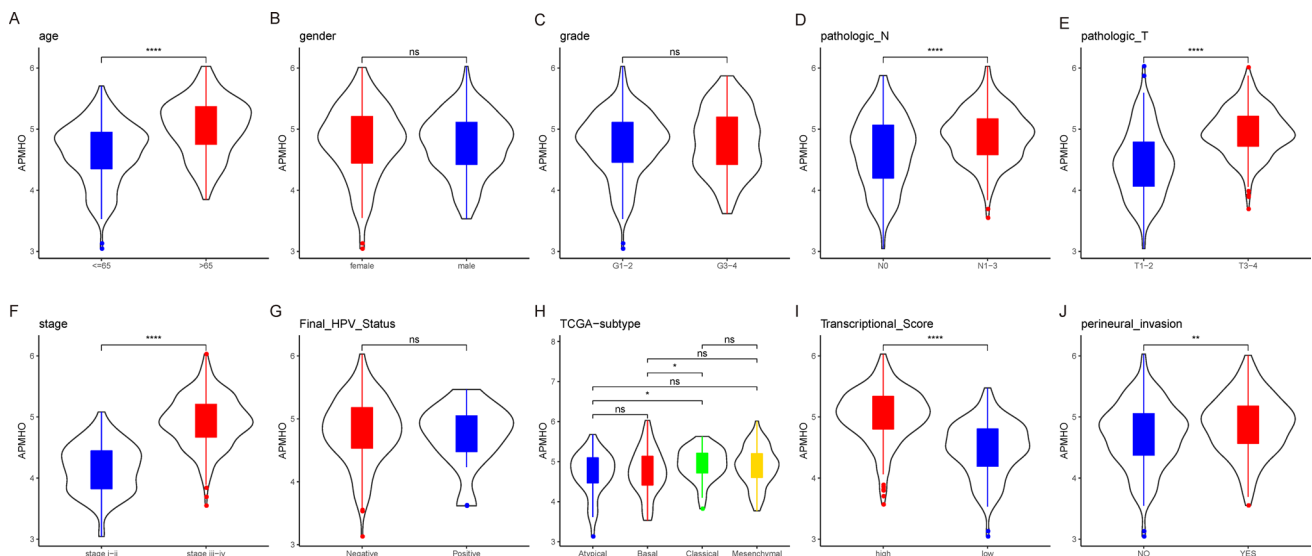 A
age
****
APMHO
6
5
4
3
<=65 >65
B
gender
ns
APMHO
6
5
4
3
female male
C
grade
ns
APMHO
6
5
4
3
G1−2 G3−4
D
pathologic_N
****
APMHO
6
5
4
3
N0 N1−3
E
pathologic_T
****
APMHO
6
5
4
3
T1−2 T3−4
F
stage
****
APMHO
6
5
4
3
stage i−ii stage iii−iv
G
Final_HPV_Status
ns
APMHO
6
5
4
3
Negative Positive
H
TCGA−subtype
ns
ns
*
ns
*
ns
APMHO
8
7
6
5
4
3
Atypical Basal Classical Mesenchymal
I
Transcriptional_Score
****
APMHO
6
5
4
3
high low
J
perineural_invasion
**
APMHO
6
5
4
3
NO YES